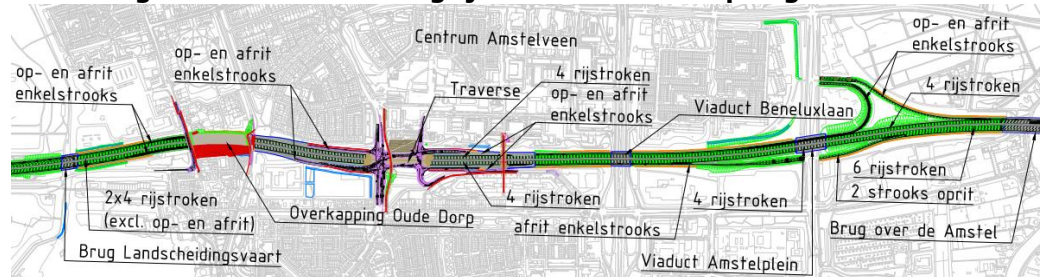 op- en afrit
enkelstrooks
op- en afrit
enkelstrooks
Centrum Amstelveen
Traverse
4 rijstroken
op- en afrit
enkelstrooks
Viaduct Beneluxlaan
op- en afrit
enkelstrooks
4 rijstroken
2x4 rijstroken
(excl. op- en afrit)
Brug Landscheidingsvaart
Overkapping Oude Dorp
4 rijstroken
afrit enkelstrooks
4 rijstroken
Viaduct Amstelplein
6 rijstroken
2 strooks oprit
Brug over de Amstel